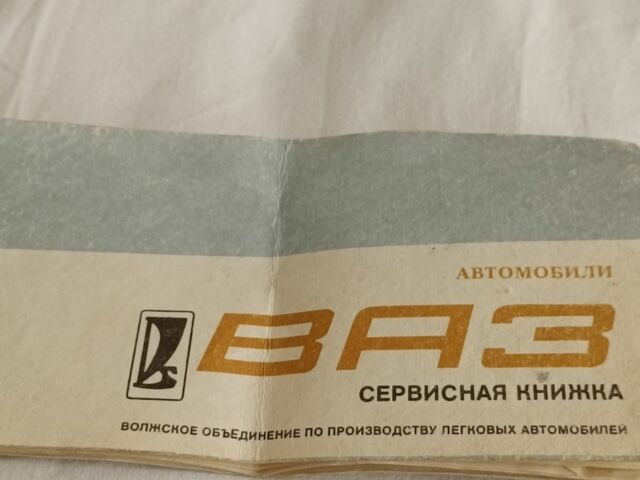 АВТОМОБИЛИ
ВАЗ
СЕРВИСНАЯ КНИЖКА
ВОЛЖСКОЕ ОБЪЕДИНЕНИЕ ПО ПРОИЗВОДСТВУ ЛЕГКОВЫХ АВТОМОБИЛЕЙ